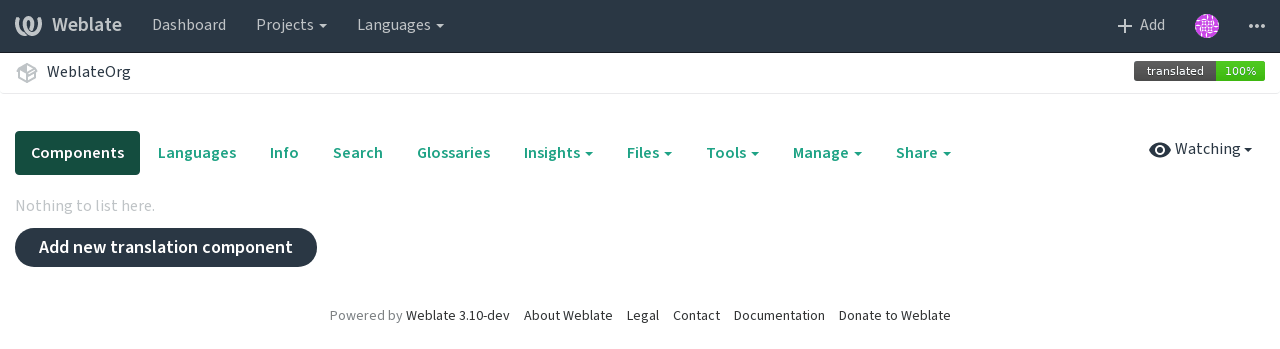 Weblate Dashboard Projects Languages Add
WeblateOrg translated 100%
Components Languages Info Search Glossaries Insights Files Tools Manage Share Watching
Nothing to list here.
Add new translation component
Powered by Weblate 3.10-dev About Weblate Legal Contact Documentation Donate to Weblate